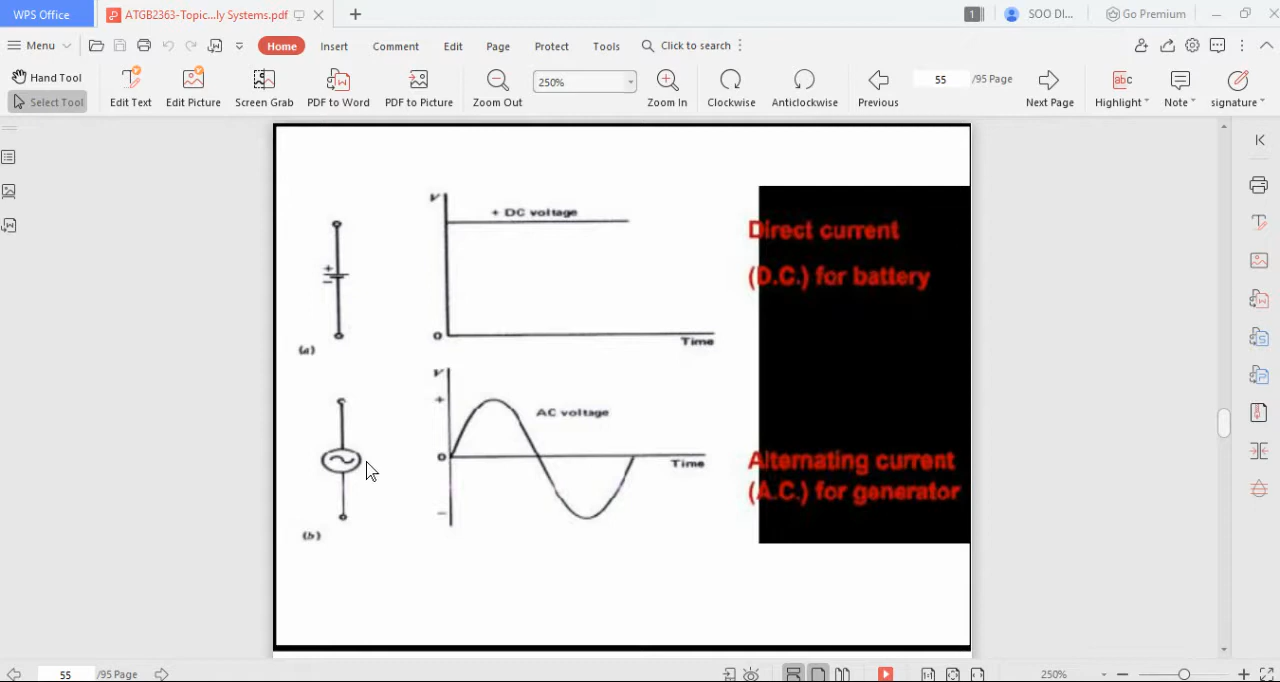 WPS Office
ATGB2363-Topic...ly Systems.pdf
1
SOO DI...
Go Premium
Menu
Home
Insert
Comment
Edit
Page
Protect
Tools
Click to search
Hand Tool
Select Tool
Edit Text
Edit Picture
Screen Grab
PDF to Word
PDF to Picture
Zoom Out
250%
Zoom In
Clockwise
Anticlockwise
Previous
55
/95 Page
Next Page
Highlight
Note
signature
V
+ DC voltage
Direct current
(D.C.) for battery
+
−
0
Time
(a)
V
+
AC voltage
0
Time
Alternating current
(A.C.) for generator
−
(b)
55
/95 Page
250%